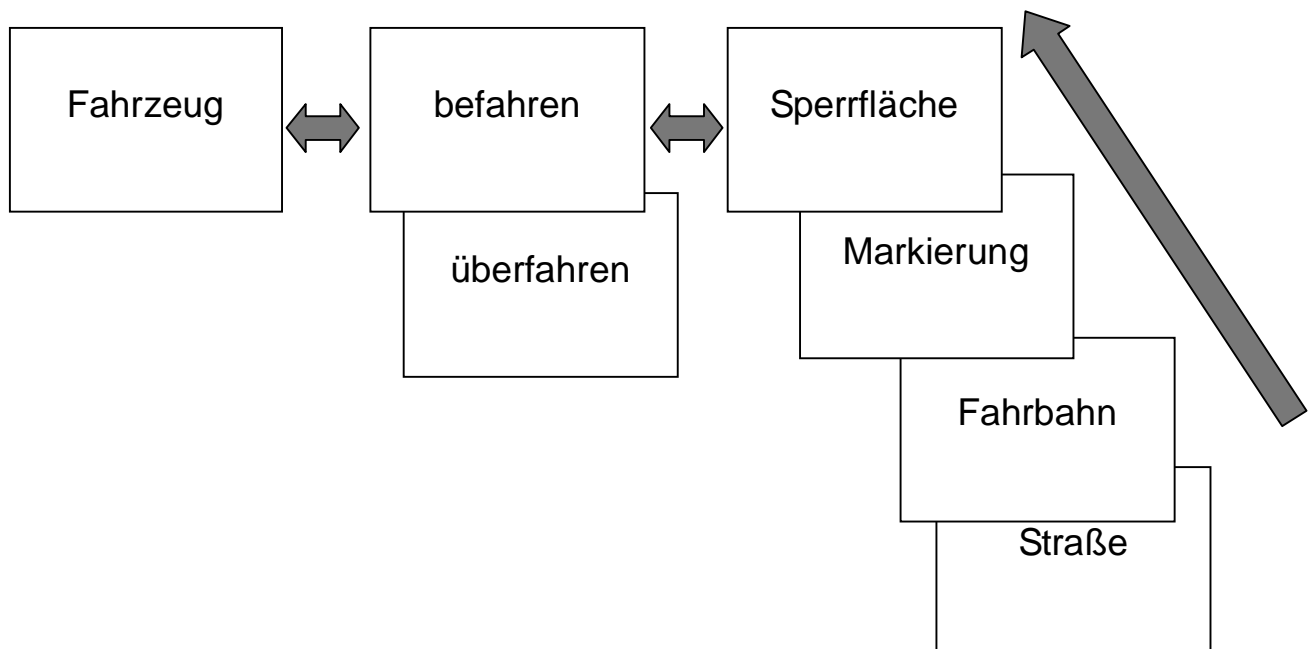 Fahrzeug
befahren
Sperrfläche
überfahren
Markierung
Fahrbahn
Straße